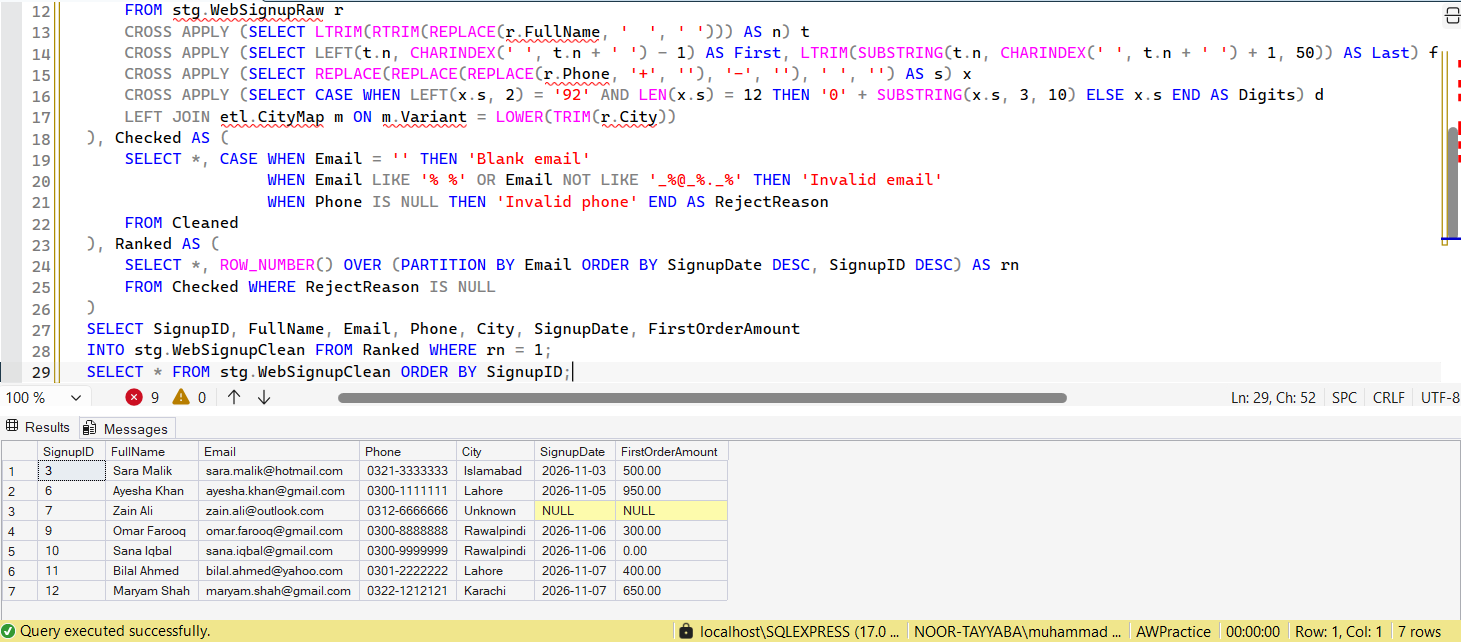 12 FROM stg.WebSignupRaw r
13 CROSS APPLY (SELECT LTRIM(RTRIM(REPLACE(r.FullName, '  ', ' '))) AS n) t
14 CROSS APPLY (SELECT LEFT(t.n, CHARINDEX(' ', t.n + ' ') - 1) AS First, LTRIM(SUBSTRING(t.n, CHARINDEX(' ', t.n + ' ') + 1, 50)) AS Last) f
15 CROSS APPLY (SELECT REPLACE(REPLACE(REPLACE(r.Phone, '+', ''), '-', ''), ' ', '') AS s) x
16 CROSS APPLY (SELECT CASE WHEN LEFT(x.s, 2) = '92' AND LEN(x.s) = 12 THEN '0' + SUBSTRING(x.s, 3, 10) ELSE x.s END AS Digits) d
17 LEFT JOIN etl.CityMap m ON m.Variant = LOWER(TRIM(r.City))
18 ), Checked AS (
19 SELECT *, CASE WHEN Email = '' THEN 'Blank email'
20 WHEN Email LIKE '% %' OR Email NOT LIKE '_%@_%._%' THEN 'Invalid email'
21 WHEN Phone IS NULL THEN 'Invalid phone' END AS RejectReason
22 FROM Cleaned
23 ), Ranked AS (
24 SELECT *, ROW_NUMBER() OVER (PARTITION BY Email ORDER BY SignupDate DESC, SignupID DESC) AS rn
25 FROM Checked WHERE RejectReason IS NULL
26 )
27 SELECT SignupID, FullName, Email, Phone, City, SignupDate, FirstOrderAmount
28 INTO stg.WebSignupClean FROM Ranked WHERE rn = 1;
29 SELECT * FROM stg.WebSignupClean ORDER BY SignupID;
100 % 9 0 Ln: 29, Ch: 52 SPC CRLF UTF-8
Results Messages
SignupID FullName Email Phone City SignupDate FirstOrderAmount
1 3 Sara Malik sara.malik@hotmail.com 0321-3333333 Islamabad 2026-11-03 500.00
2 6 Ayesha Khan ayesha.khan@gmail.com 0300-1111111 Lahore 2026-11-05 950.00
3 7 Zain Ali zain.ali@outlook.com 0312-6666666 Unknown NULL NULL
4 9 Omar Farooq omar.farooq@gmail.com 0300-8888888 Rawalpindi 2026-11-06 300.00
5 10 Sana Iqbal sana.iqbal@gmail.com 0300-9999999 Rawalpindi 2026-11-06 0.00
6 11 Bilal Ahmed bilal.ahmed@yahoo.com 0301-2222222 Lahore 2026-11-07 400.00
7 12 Maryam Shah maryam.shah@gmail.com 0322-1212121 Karachi 2026-11-07 650.00
Query executed successfully. localhost\SQLEXPRESS (17.0 ... NOOR-TAYYABA\muhammad ... AWPractice 00:00:00 Row: 1, Col: 1 7 rows